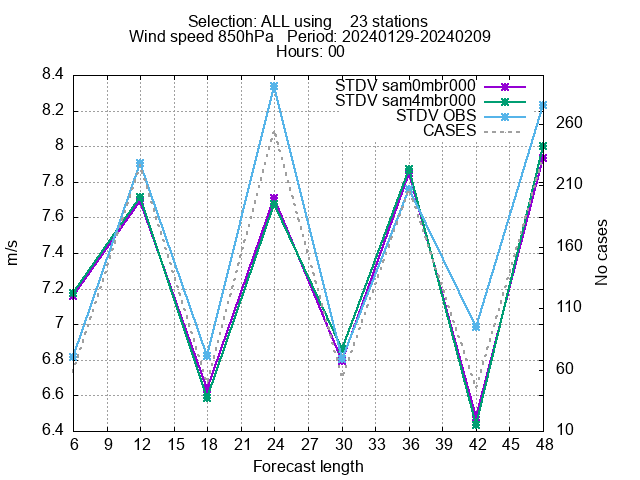 Selection: ALL using    23 stations
Wind speed 850hPa   Period: 20240129-20240209
Hours: 00
STDV sam0mbr000
STDV sam4mbr000
STDV OBS
CASES
8.4
8.2
8
7.8
7.6
7.4
7.2
7
6.8
6.6
6.4
m/s
260
210
160
110
60
10
No cases
6 9 12 15 18 21 24 27 30 33 36 39 42 45 48
Forecast length